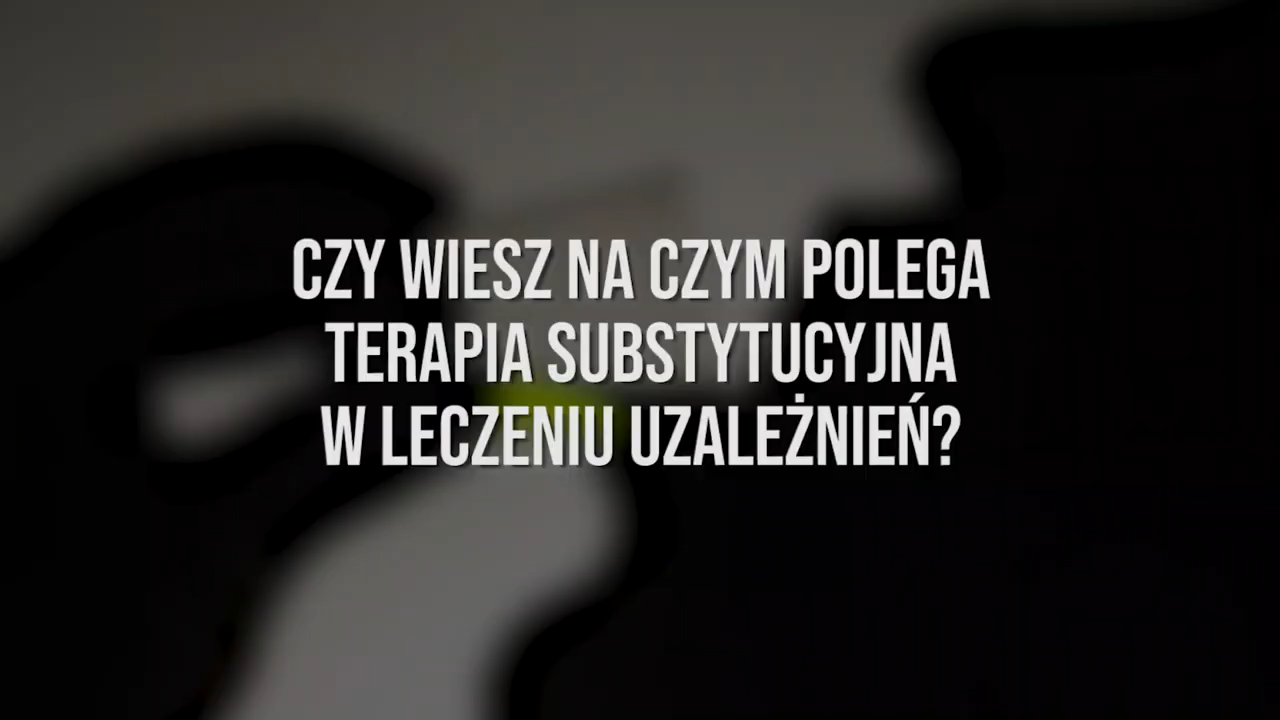 CZY WIESZ NA CZYM POLEGA
TERAPIA SUBSTYTUCYJNA
W LECZENIU UZALEŻNIEŃ?